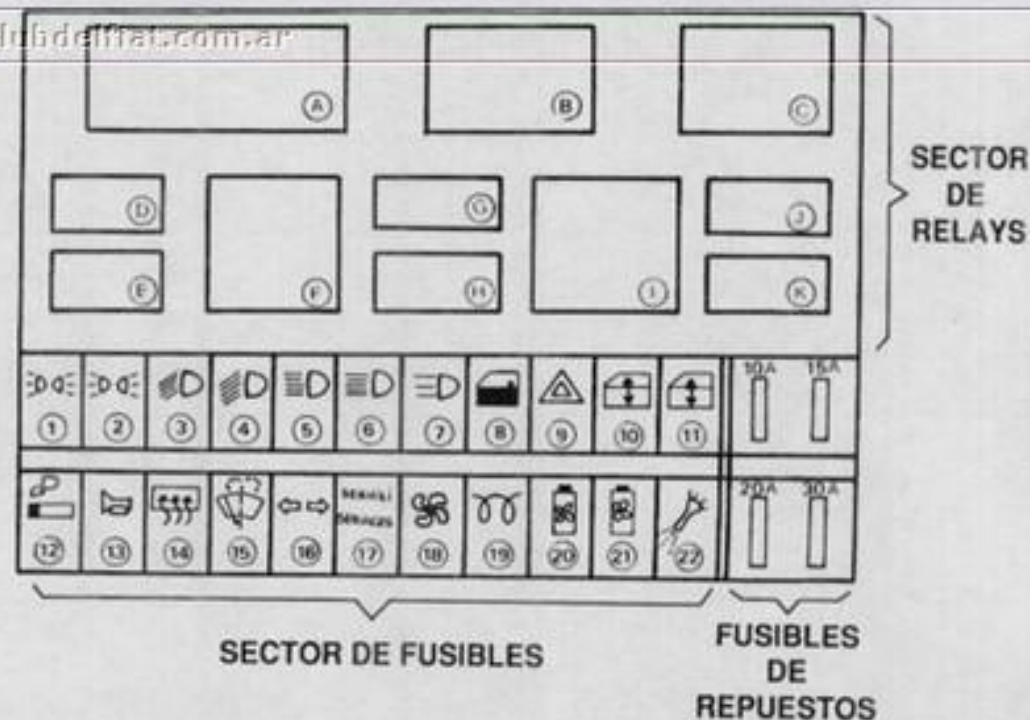 clubdelfiat.com.ar
A B C
SECTOR
DE
RELAYS
D G J
E F H I K
10A 15A
1 2 3 4 5 6 7 8 9 10 11
20A 30A
12 13 14 15 16 17 18 19 20 21 22
SECTOR DE FUSIBLES
FUSIBLES
DE
REPUESTOS